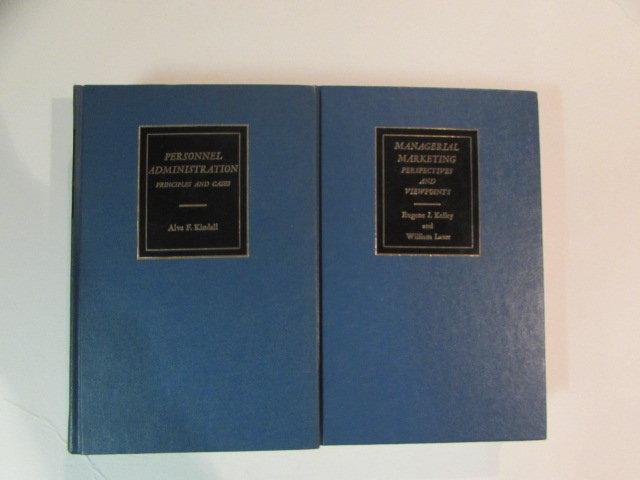 PERSONNEL
ADMINISTRATION
PRINCIPLES AND CASES
Alva F. Kindall
MANAGERIAL
MARKETING
PERSPECTIVES
AND
VIEWPOINTS
Eugene J. Kelley
and
William Lazer